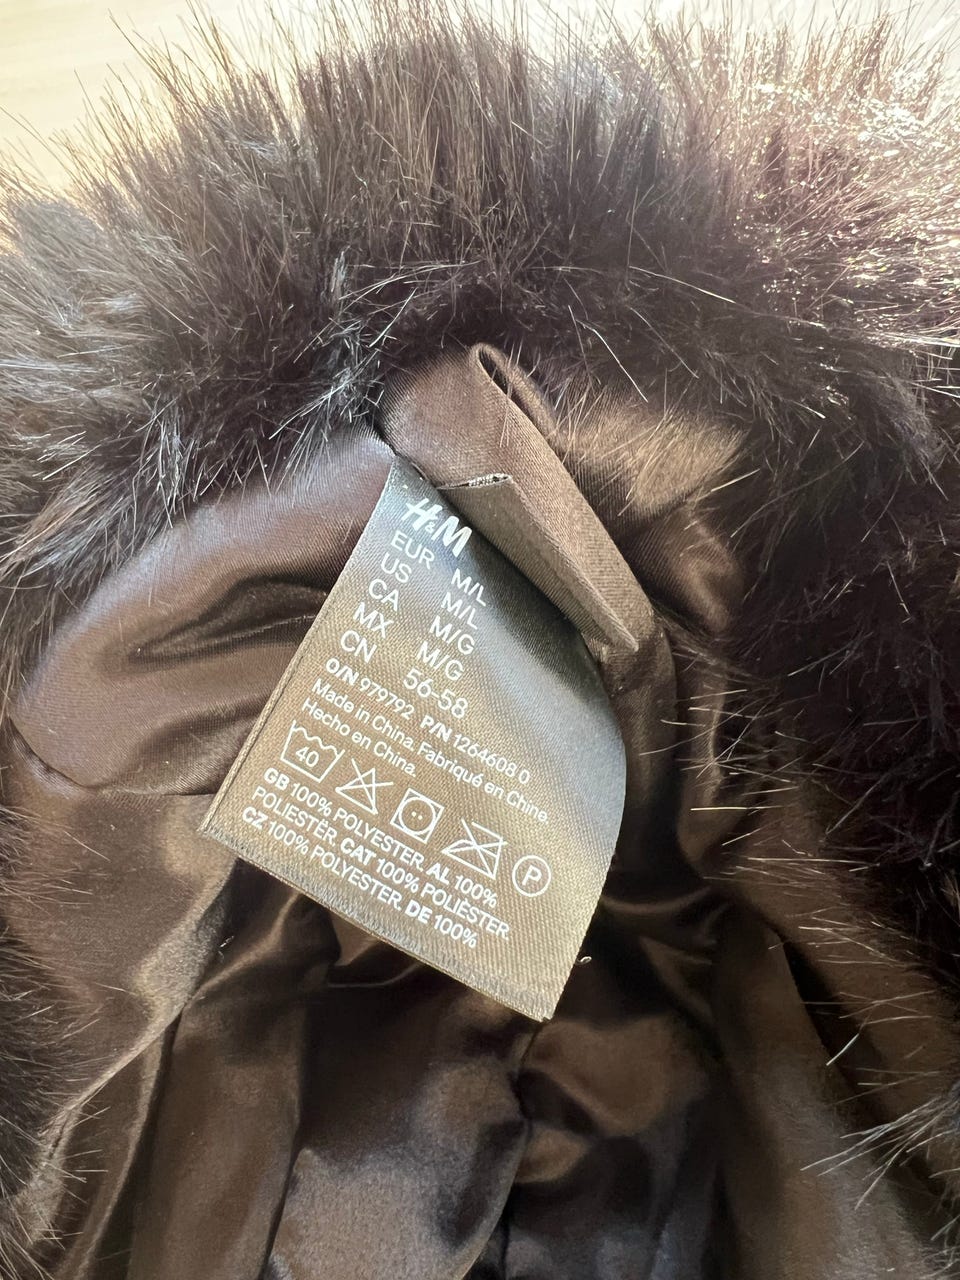 H&M
EUR M/L
US M/L
CA M/G
MX M/G
CN 56-58
O/N 979792 P/N 1264608 0
Made in China. Fabriqué en Chine.
Hecho en China.
40
P
GB 100% POLYESTER. AL 100%
POLIESTËR. CAT 100% POLIÈSTER.
CZ 100% POLYESTER. DE 100%